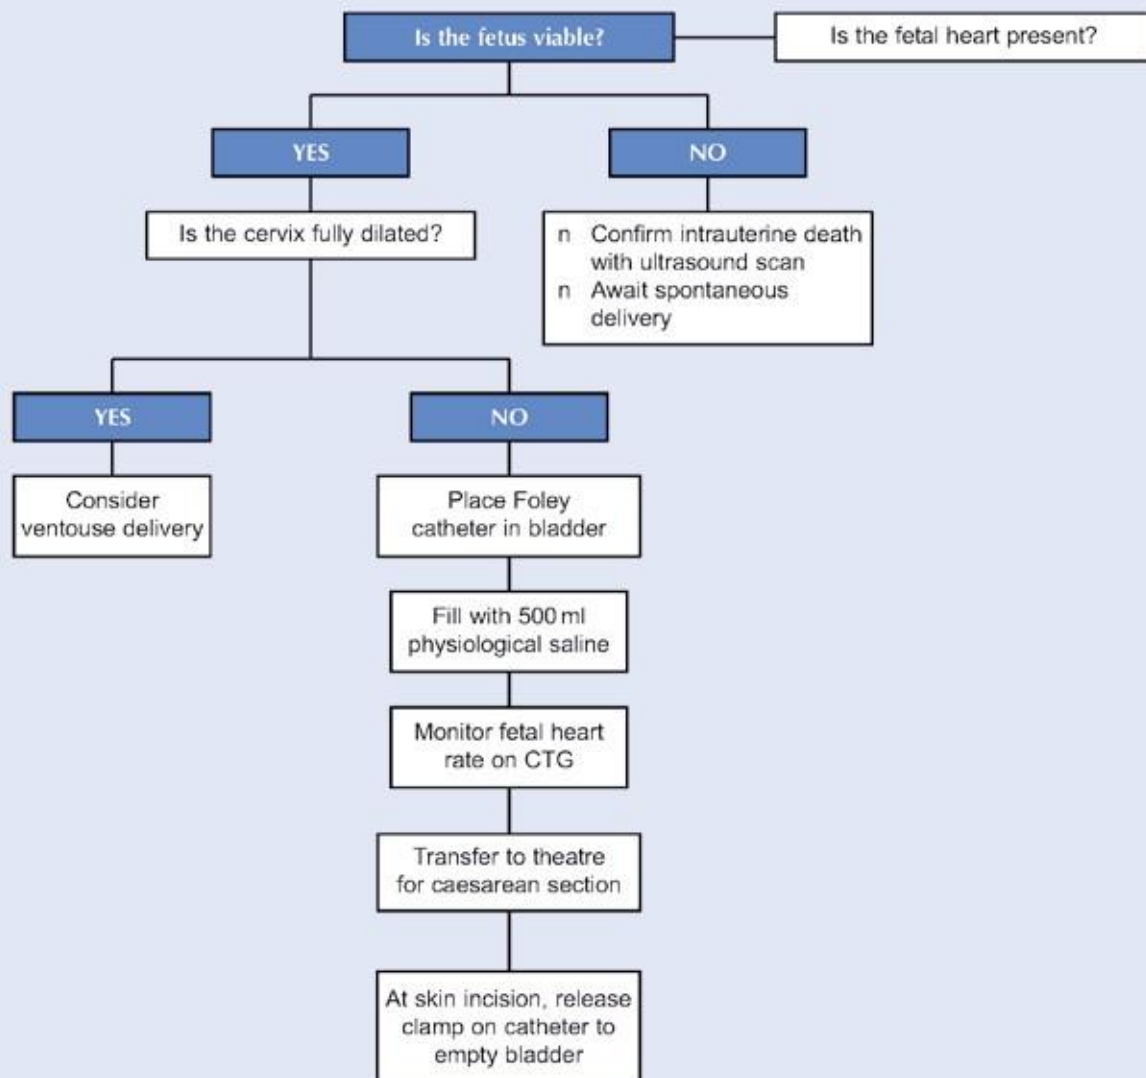 Is the fetus viable?
Is the fetal heart present?
YES
NO
Is the cervix fully dilated?
n Confirm intrauterine death
with ultrasound scan
n Await spontaneous
delivery
YES
NO
Consider
ventouse delivery
Place Foley
catheter in bladder
Fill with 500 ml
physiological saline
Monitor fetal heart
rate on CTG
Transfer to theatre
for caesarean section
At skin incision, release
clamp on catheter to
empty bladder